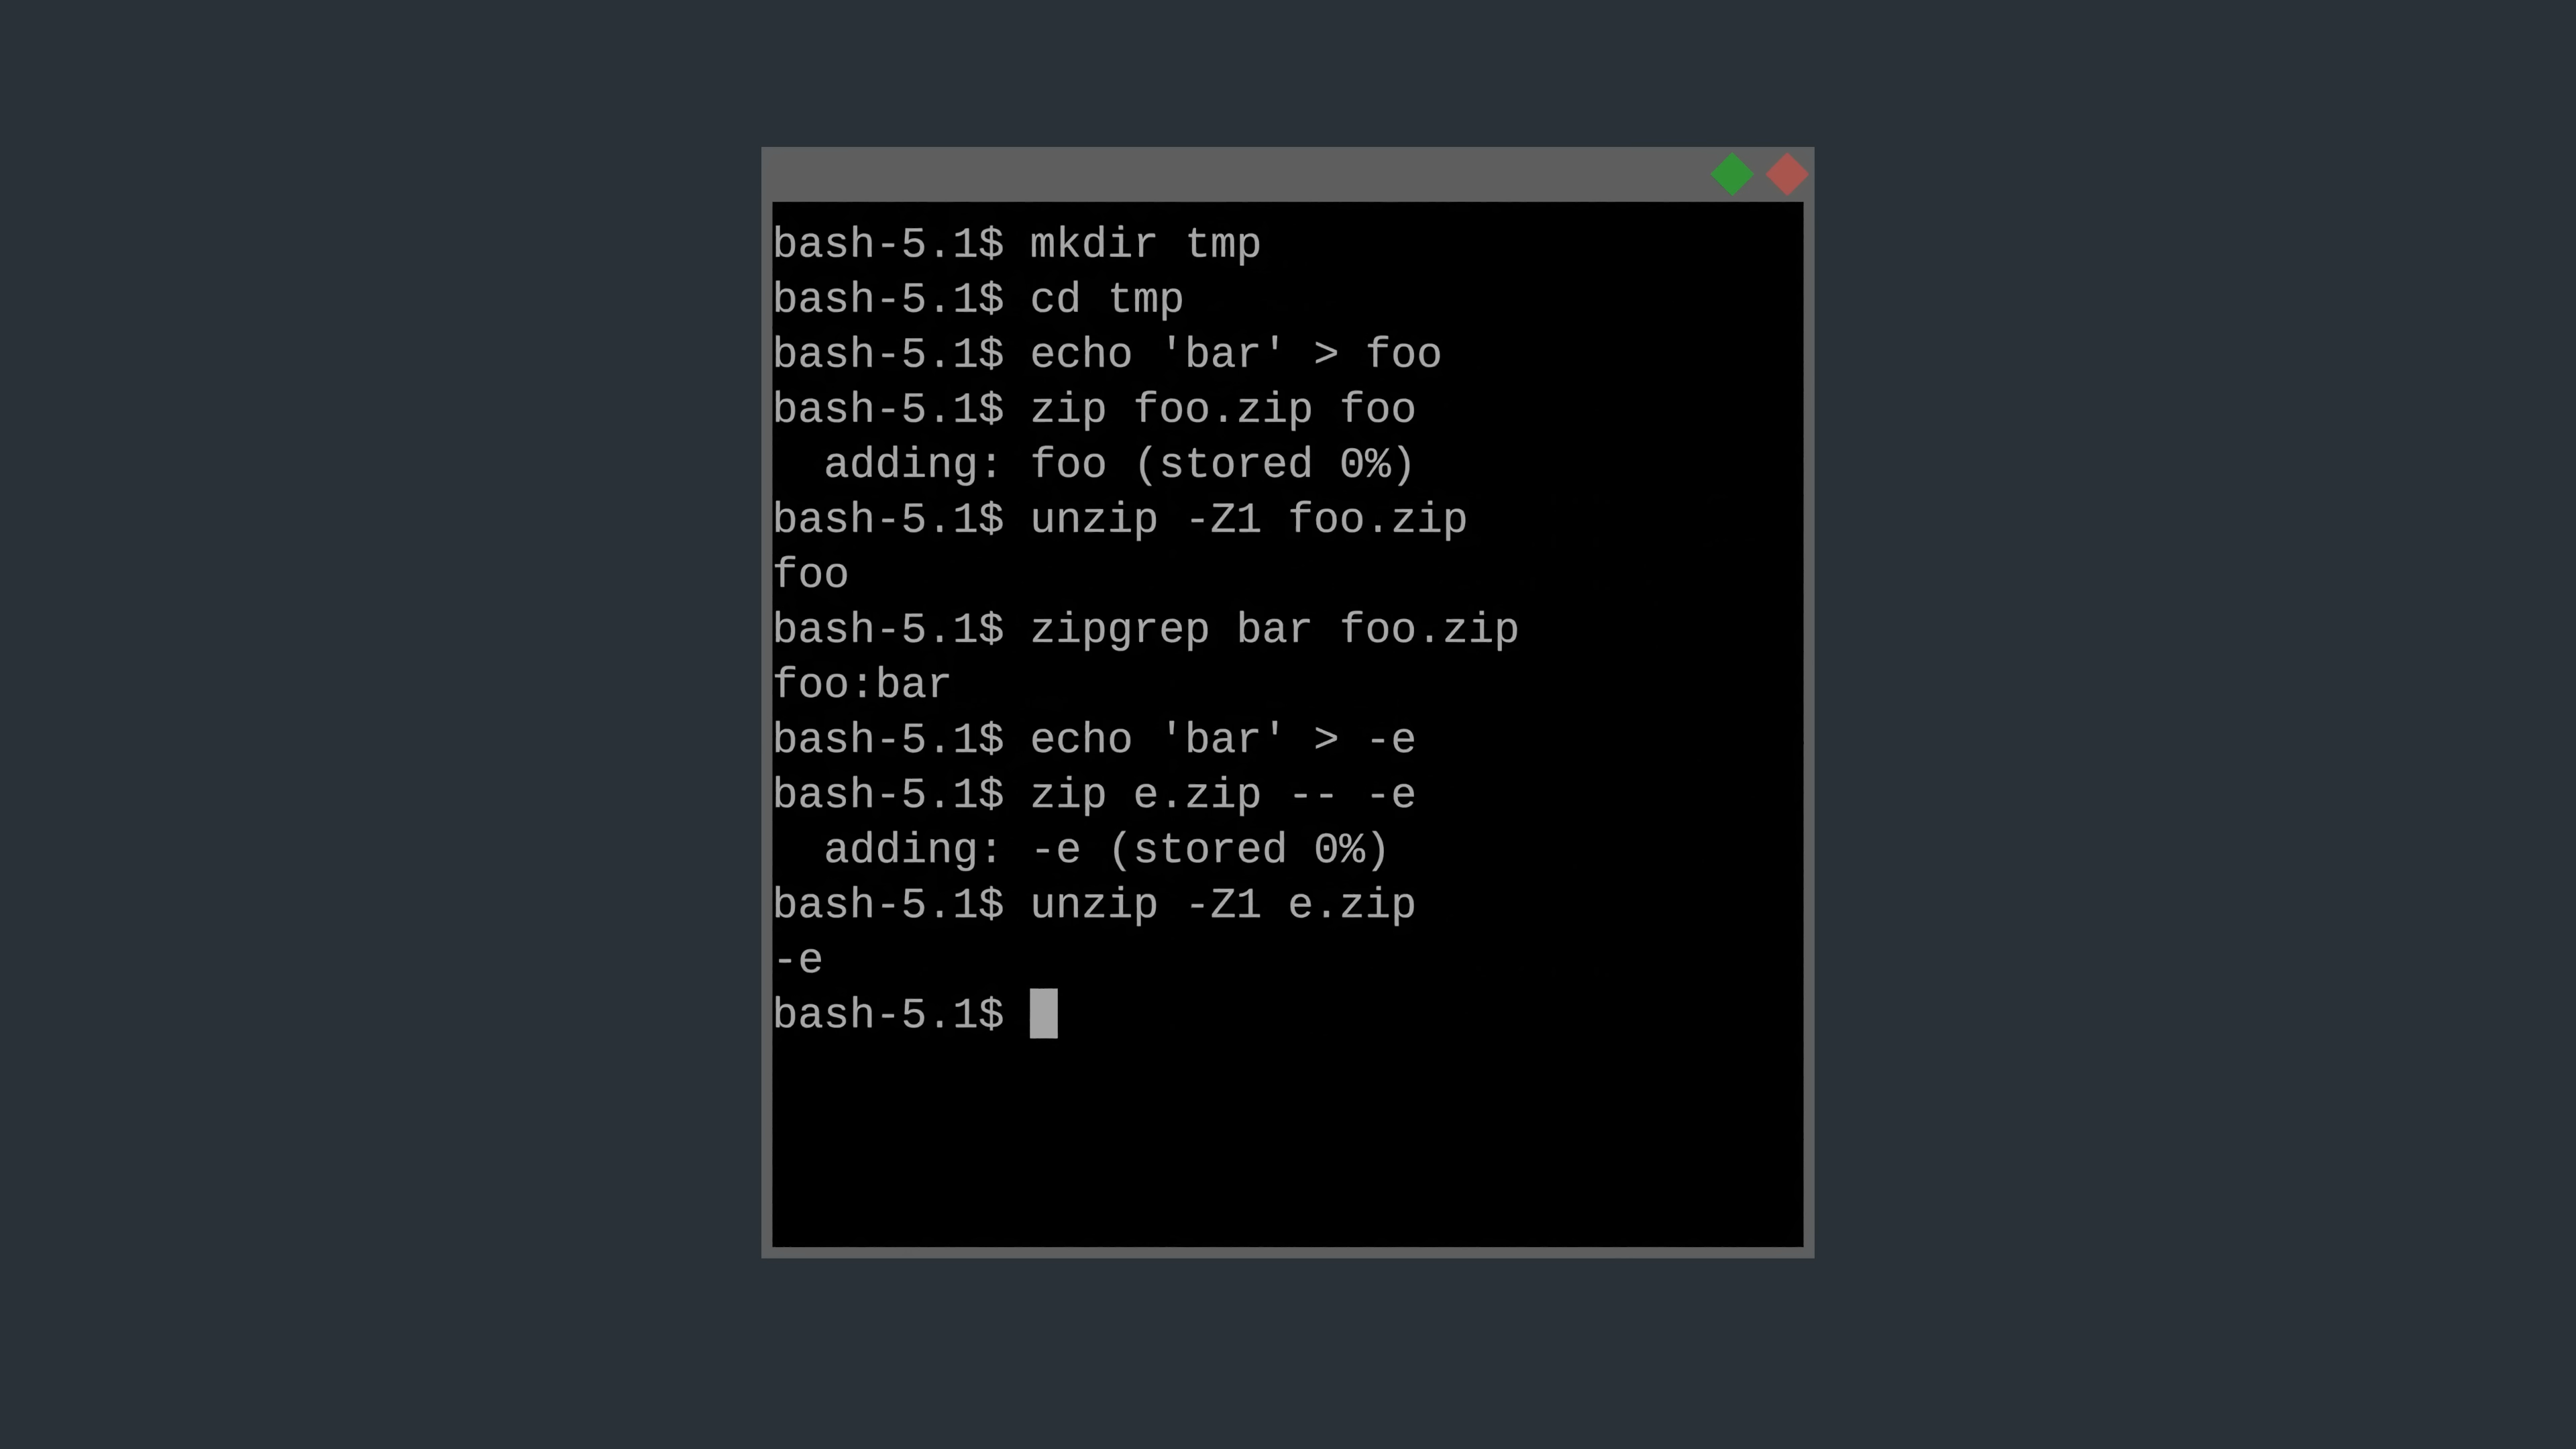 bash-5.1$ mkdir tmp
bash-5.1$ cd tmp
bash-5.1$ echo 'bar' > foo
bash-5.1$ zip foo.zip foo
  adding: foo (stored 0%)
bash-5.1$ unzip -Z1 foo.zip
foo
bash-5.1$ zipgrep bar foo.zip
foo:bar
bash-5.1$ echo 'bar' > -e
bash-5.1$ zip e.zip -- -e
  adding: -e (stored 0%)
bash-5.1$ unzip -Z1 e.zip
-e
bash-5.1$